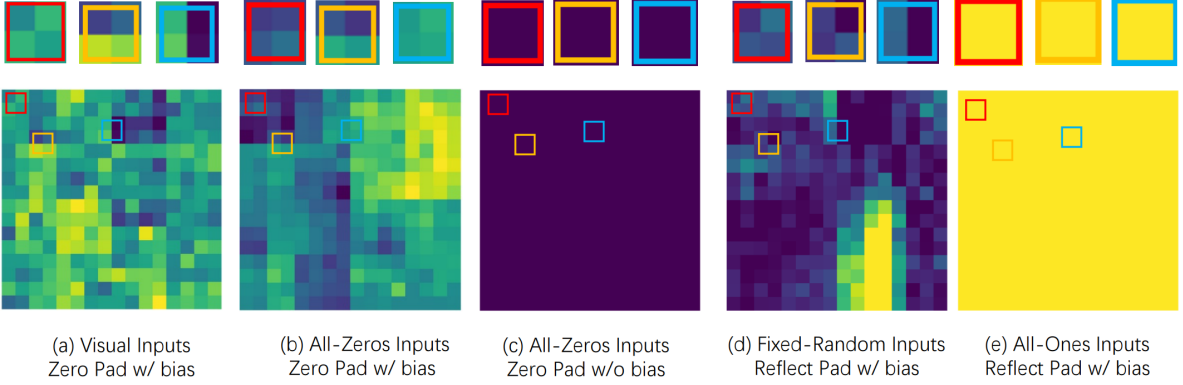 (a) Visual Inputs
Zero Pad w/ bias
(b) All-Zeros Inputs
Zero Pad w/ bias
(c) All-Zeros Inputs
Zero Pad w/o bias
(d) Fixed-Random Inputs
Reflect Pad w/ bias
(e) All-Ones Inputs
Reflect Pad w/ bias